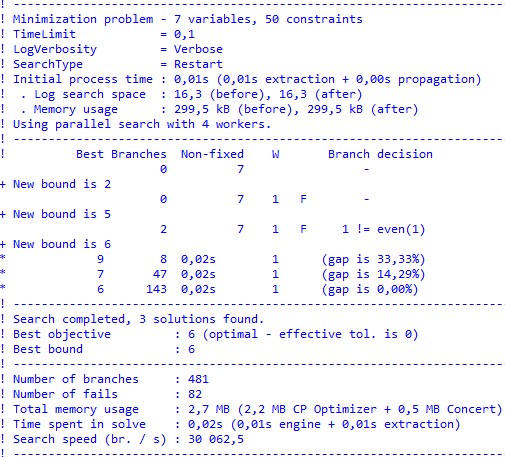 ! ----------------------------------------------------------------------------
! Minimization problem - 7 variables, 50 constraints
! TimeLimit            = 0,1
! LogVerbosity         = Verbose
! SearchType           = Restart
! Initial process time : 0,01s (0,01s extraction + 0,00s propagation)
!  . Log search space  : 16,3 (before), 16,3 (after)
!  . Memory usage      : 299,5 kB (before), 299,5 kB (after)
! Using parallel search with 4 workers.
! ----------------------------------------------------------------------------
!          Best Branches  Non-fixed    W       Branch decision
                       0          7                 -
+ New bound is 2
                       0          7    1   F        -
+ New bound is 5
                       2          7    1   F     1 != even(1)
+ New bound is 6
*             9        8  0,02s        1      (gap is 33,33%)
*             7       47  0,02s        1      (gap is 14,29%)
*             6      143  0,02s        1      (gap is 0,00%)
! ----------------------------------------------------------------------------
! Search completed, 3 solutions found.
! Best objective         : 6 (optimal - effective tol. is 0)
! Best bound             : 6
! ----------------------------------------------------------------------------
! Number of branches     : 481
! Number of fails        : 82
! Total memory usage     : 2,7 MB (2,2 MB CP Optimizer + 0,5 MB Concert)
! Time spent in solve    : 0,02s (0,01s engine + 0,01s extraction)
! Search speed (br. / s) : 30 062,5
! ----------------------------------------------------------------------------